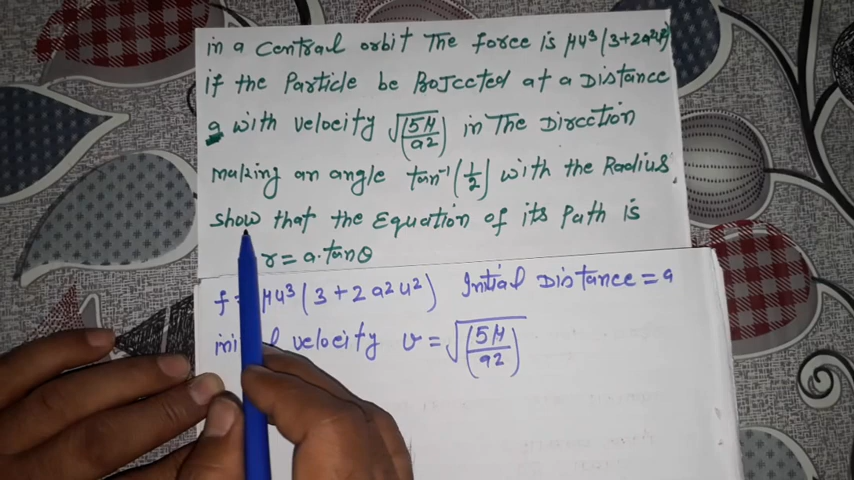 in a Central orbit The force is μu³(3+2a²u²)
if the Particle be Projected at a Distance
a with velocity √(5μ/a²) in The Direction
making an angle tan⁻¹(1/2) with the Radius.
show that the Equation of its Path is
r = a·tanθ
f = μu³(3+2a²u²) Initial Distance = a
velocity v = √(5μ/a²)